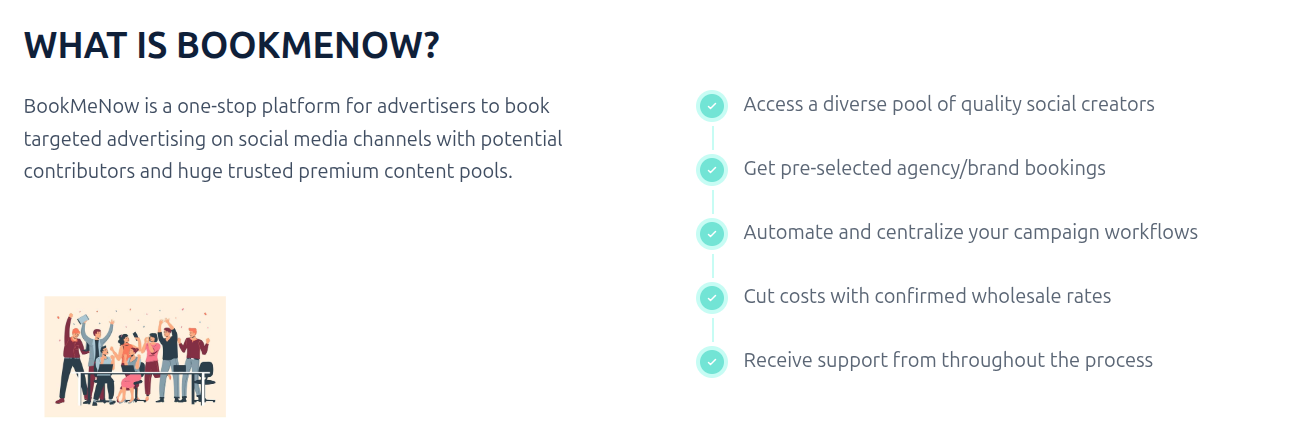 WHAT IS BOOKMENOW?
BookMeNow is a one-stop platform for advertisers to book
targeted advertising on social media channels with potential
contributors and huge trusted premium content pools.
Access a diverse pool of quality social creators
Get pre-selected agency/brand bookings
Automate and centralize your campaign workflows
Cut costs with confirmed wholesale rates
Receive support from throughout the process